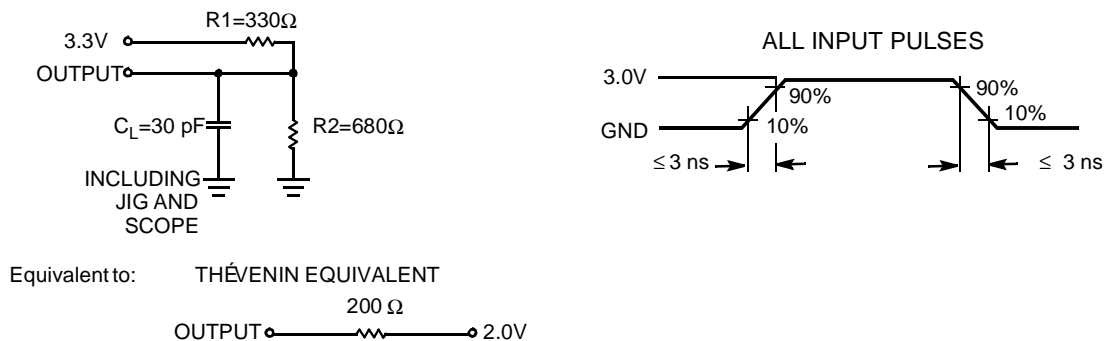 R1=330Ω
3.3V
OUTPUT
C_L=30 pF
R2=680Ω
INCLUDING
JIG AND
SCOPE
Equivalent to: THÉVENIN EQUIVALENT
200 Ω
OUTPUT 2.0V
ALL INPUT PULSES
3.0V
90% 90%
GND 10% 10%
≤ 3 ns ≤ 3 ns